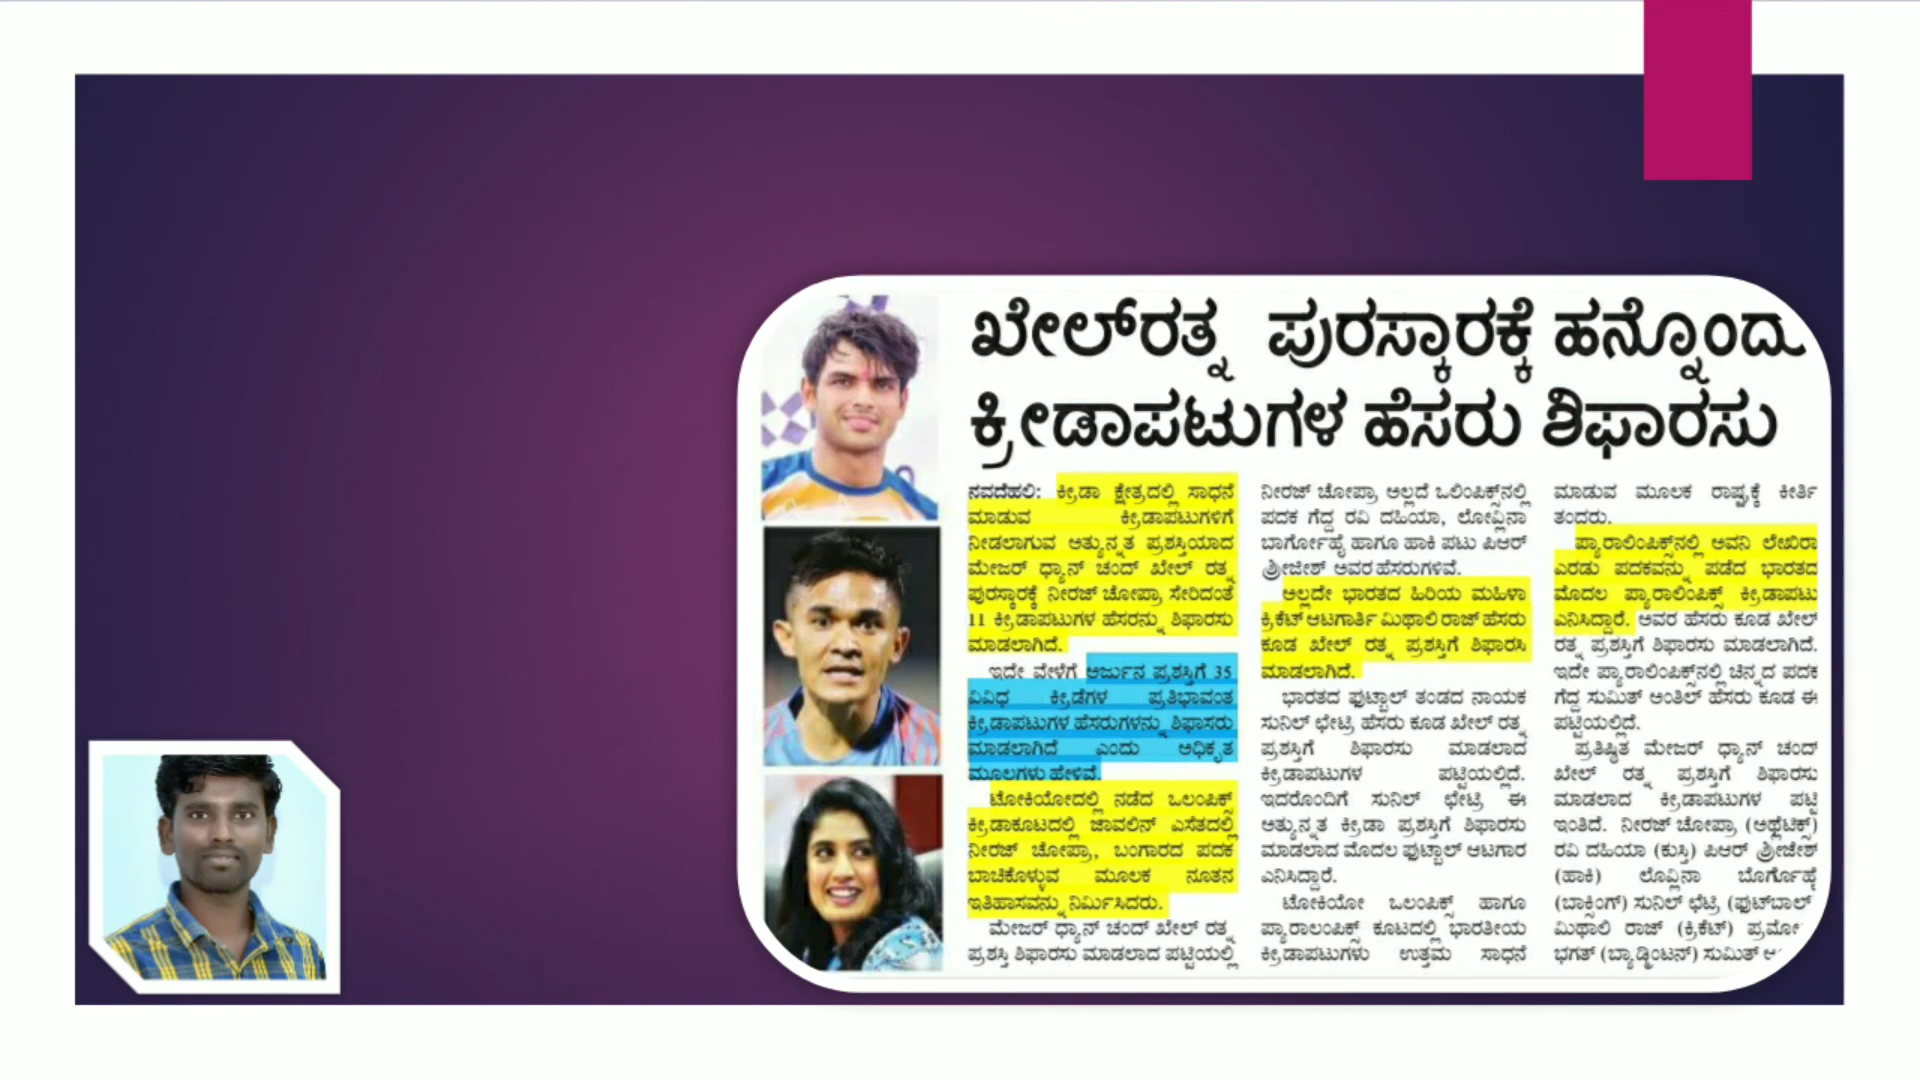 ಖೇಲ್‌ರತ್ನ ಪುರಸ್ಕಾರಕ್ಕೆ ಹನ್ನೊಂದು
ಕ್ರೀಡಾಪಟುಗಳ ಹೆಸರು ಶಿಫಾರಸು
ನವದೆಹಲಿ: ಕ್ರೀಡಾ ಕ್ಷೇತ್ರದಲ್ಲಿ ಸಾಧನೆ
ಮಾಡುವ ಕ್ರೀಡಾಪಟುಗಳಿಗೆ
ನೀಡಲಾಗುವ ಅತ್ಯುನ್ನತ ಪ್ರಶಸ್ತಿಯಾದ
ಮೇಜರ್ ಧ್ಯಾನ್ ಚಂದ್ ಖೇಲ್ ರತ್ನ
ಪುರಸ್ಕಾರಕ್ಕೆ ನೀರಜ್ ಚೋಪ್ರಾ ಸೇರಿದಂತೆ
11 ಕ್ರೀಡಾಪಟುಗಳ ಹೆಸರನ್ನು ಶಿಫಾರಸು
ಮಾಡಲಾಗಿದೆ.
ಇದೇ ವೇಳೆಗೆ ಅರ್ಜುನ ಪ್ರಶಸ್ತಿಗೆ 35
ವಿವಿಧ ಕ್ರೀಡೆಗಳ ಪ್ರತಿಭಾವಂತ
ಕ್ರೀಡಾಪಟುಗಳ ಹೆಸರುಗಳನ್ನು ಶಿಫಾಸರು
ಮಾಡಲಾಗಿದೆ ಎಂದು ಅಧಿಕೃತ
ಮೂಲಗಳು ಹೇಳಿವೆ.
ಟೋಕಿಯೋದಲ್ಲಿ ನಡೆದ ಒಲಂಪಿಕ್ಸ್
ಕ್ರೀಡಾಕೂಟದಲ್ಲಿ ಜಾವಲಿನ್ ಎಸೆತದಲ್ಲಿ
ನೀರಜ್ ಚೋಪ್ರಾ, ಬಂಗಾರದ ಪದಕ
ಬಾಚಿಕೊಳ್ಳುವ ಮೂಲಕ ನೂತನ
ಇತಿಹಾಸವನ್ನು ನಿರ್ಮಿಸಿದರು.
ಮೇಜರ್ ಧ್ಯಾನ್ ಚಂದ್ ಖೇಲ್ ರತ್ನ
ಪ್ರಶಸ್ತಿ ಶಿಫಾರಸು ಮಾಡಲಾದ ಪಟ್ಟಿಯಲ್ಲಿ
ನೀರಜ್ ಚೋಪ್ರಾ ಅಲ್ಲದೆ ಒಲಿಂಪಿಕ್ಸ್‌ನಲ್ಲಿ
ಪದಕ ಗೆದ್ದ ರವಿ ದಹಿಯಾ, ಲೋವ್ಲಿನಾ
ಬಾರ್ಗೋಹೈ ಹಾಗೂ ಹಾಕಿ ಪಟು ಪಿಆರ್
ಶ್ರೀಜೇಶ್ ಅವರ ಹೆಸರುಗಳಿವೆ.
ಅಲ್ಲದೇ ಭಾರತದ ಹಿರಿಯ ಮಹಿಳಾ
ಕ್ರಿಕೆಟ್ ಆಟಗಾರ್ತಿ ಮಿಥಾಲಿ ರಾಜ್ ಹೆಸರು
ಕೂಡ ಖೇಲ್ ರತ್ನ ಪ್ರಶಸ್ತಿಗೆ ಶಿಫಾರಸಿ
ಮಾಡಲಾಗಿದೆ.
ಭಾರತದ ಫುಟ್ಬಾಲ್ ತಂಡದ ನಾಯಕ
ಸುನಿಲ್ ಛೇಟ್ರಿ ಹೆಸರು ಕೂಡ ಖೇಲ್ ರತ್ನ
ಪ್ರಶಸ್ತಿಗೆ ಶಿಫಾರಸು ಮಾಡಲಾದ
ಕ್ರೀಡಾಪಟುಗಳ ಪಟ್ಟಿಯಲ್ಲಿದೆ.
ಇದರೊಂದಿಗೆ ಸುನಿಲ್ ಛೇಟ್ರಿ ಈ
ಅತ್ಯುನ್ನತ ಕ್ರೀಡಾ ಪ್ರಶಸ್ತಿಗೆ ಶಿಫಾರಸು
ಮಾಡಲಾದ ಮೊದಲ ಫುಟ್ಬಾಲ್ ಆಟಗಾರ
ಎನಿಸಿದ್ದಾರೆ.
ಟೋಕಿಯೋ ಒಲಂಪಿಕ್ಸ್ ಹಾಗೂ
ಪ್ಯಾರಾಲಂಪಿಕ್ಸ್ ಕೂಟದಲ್ಲಿ ಭಾರತೀಯ
ಕ್ರೀಡಾಪಟುಗಳು ಉತ್ತಮ ಸಾಧನೆ
ಮಾಡುವ ಮೂಲಕ ರಾಷ್ಟ್ರಕ್ಕೆ ಕೀರ್ತಿ
ತಂದರು.
ಪ್ಯಾರಾಲಿಂಪಿಕ್ಸ್‌ನಲ್ಲಿ ಅವನಿ ಲೇಖಿರಾ
ಎರಡು ಪದಕವನ್ನು ಪಡೆದ ಭಾರತದ
ಮೊದಲ ಪ್ಯಾರಾಲಿಂಪಿಕ್ಸ್ ಕ್ರೀಡಾಪಟು
ಎನಿಸಿದ್ದಾರೆ. ಅವರ ಹೆಸರು ಕೂಡ ಖೇಲ್
ರತ್ನ ಪ್ರಶಸ್ತಿಗೆ ಶಿಫಾರಸು ಮಾಡಲಾಗಿದೆ.
ಇದೇ ಪ್ಯಾರಾಲಿಂಪಿಕ್ಸ್‌ನಲ್ಲಿ ಚಿನ್ನದ ಪದಕ
ಗೆದ್ದ ಸುಮಿತ್ ಅಂತಿಲ್ ಹೆಸರು ಕೂಡ ಈ
ಪಟ್ಟಿಯಲ್ಲಿದೆ.
ಪ್ರತಿಷ್ಠಿತ ಮೇಜರ್ ಧ್ಯಾನ್ ಚಂದ್
ಖೇಲ್ ರತ್ನ ಪ್ರಶಸ್ತಿಗೆ ಶಿಫಾರಸು
ಮಾಡಲಾದ ಕ್ರೀಡಾಪಟುಗಳ ಪಟ್ಟಿ
ಇಂತಿದೆ. ನೀರಜ್ ಚೋಪ್ರಾ (ಅಥ್ಲೆಟಿಕ್ಸ್)
ರವಿ ದಹಿಯಾ (ಕುಸ್ತಿ) ಪಿಆರ್ ಶ್ರೀಜೇಶ್
(ಹಾಕಿ) ಲೊವ್ಲಿನಾ ಬೊರ್ಗೊಹೈ
(ಬಾಕ್ಸಿಂಗ್) ಸುನಿಲ್ ಛೆಟ್ರಿ (ಫುಟ್‌ಬಾಲ್
ಮಿಥಾಲಿ ರಾಜ್ (ಕ್ರಿಕೆಟ್)
ಭಗತ್ (ಬ್ಯಾಡ್ಮಿಂಟನ್) ಸುಮಿತ್